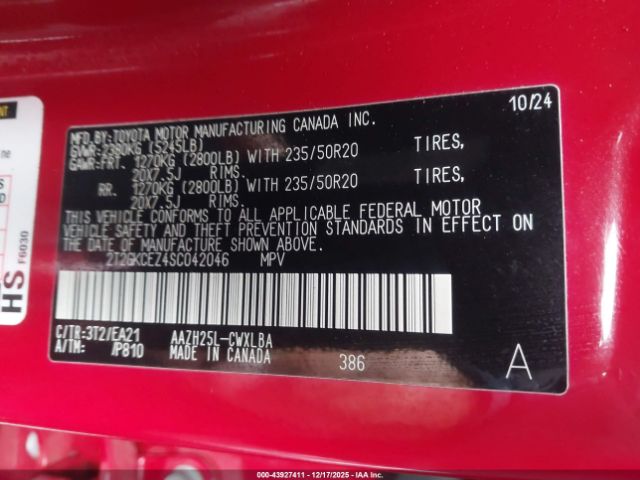 10/24
MFD.BY:TOYOTA MOTOR MANUFACTURING CANADA INC.
GVWR:2380KG (5245LB)
GAWR:FRT. 1270KG (2800LB) WITH 235/50R20 TIRES,
20X7.5J RIMS.
RR. 1270KG (2800LB) WITH 235/50R20 TIRES,
20X7.5J RIMS.
THIS VEHICLE CONFORMS TO ALL APPLICABLE FEDERAL MOTOR
VEHICLE SAFETY AND THEFT PREVENTION STANDARDS IN EFFECT ON
THE DATE OF MANUFACTURE SHOWN ABOVE.
2T2GKCEZ4SC042046 MPV
C/TR:3T2/EA21 AAZH25L-CWXLBA
A/TM: /P810 MADE IN CANADA 386 A
HS
F6030
00-43927411 - 12/17/2025 - IAA Inc.